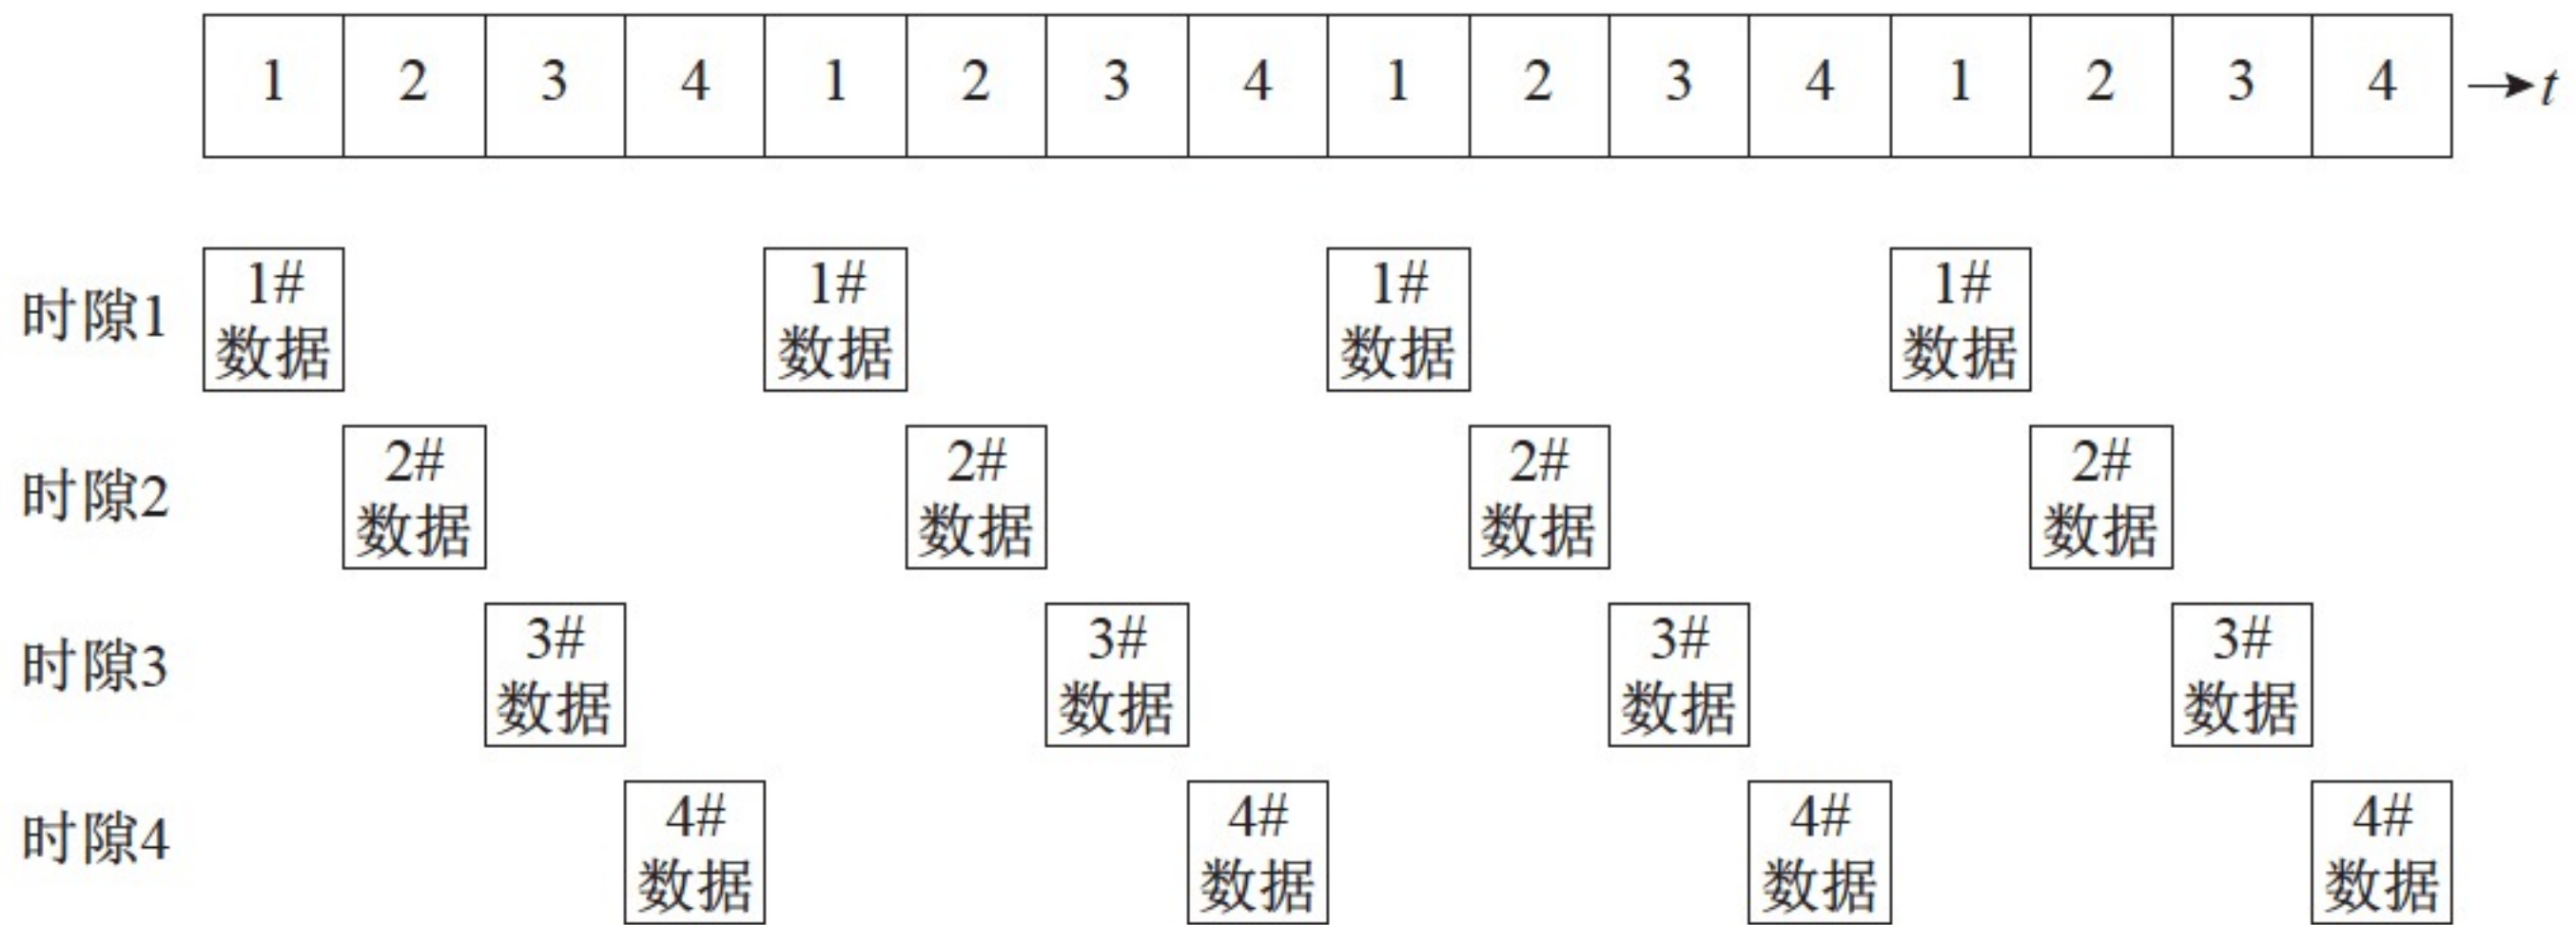 1 2 3 4 1 2 3 4 1 2 3 4 1 2 3 4 →t
时隙1 1# 数据 1# 数据 1# 数据 1# 数据
时隙2 2# 数据 2# 数据 2# 数据 2# 数据
时隙3 3# 数据 3# 数据 3# 数据 3# 数据
时隙4 4# 数据 4# 数据 4# 数据 4# 数据